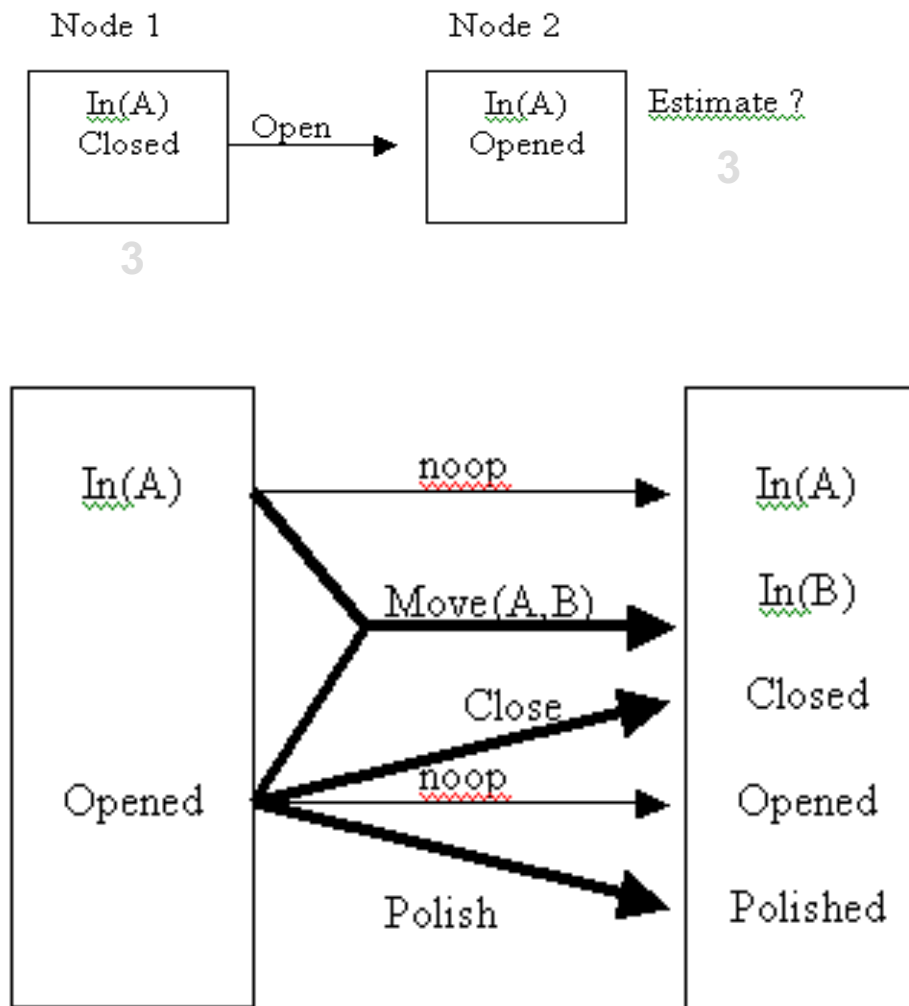 Node 1
Node 2
In(A)
Closed
Open
In(A)
Opened
Estimate ?
3
3
In(A)
noop
In(A)
Move(A,B)
In(B)
Close
Closed
Opened
noop
Opened
Polish
Polished